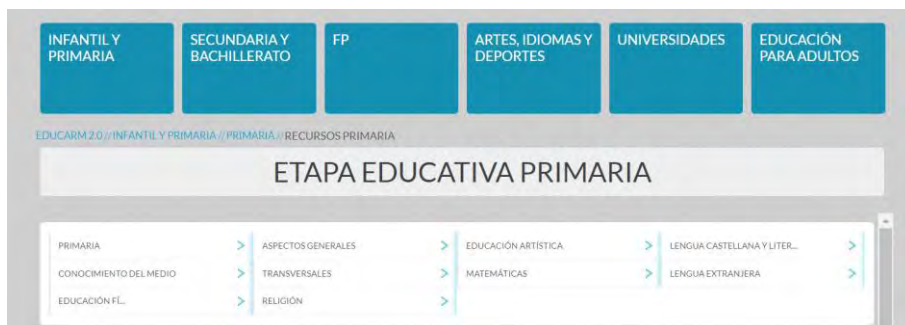 INFANTIL Y
PRIMARIA
SECUNDARIA Y
BACHILLERATO
FP
ARTES, IDIOMAS Y
DEPORTES
UNIVERSIDADES
EDUCACIÓN
PARA ADULTOS
EDUCARM 2.0 // INFANTIL Y PRIMARIA // PRIMARIA // RECURSOS PRIMARIA
ETAPA EDUCATIVA PRIMARIA
PRIMARIA > ASPECTOS GENERALES > EDUCACIÓN ARTÍSTICA > LENGUA CASTELLANA Y LITER... >
CONOCIMIENTO DEL MEDIO > TRANSVERSALES > MATEMÁTICAS > LENGUA EXTRANJERA >
EDUCACIÓN FÍ... > RELIGIÓN >